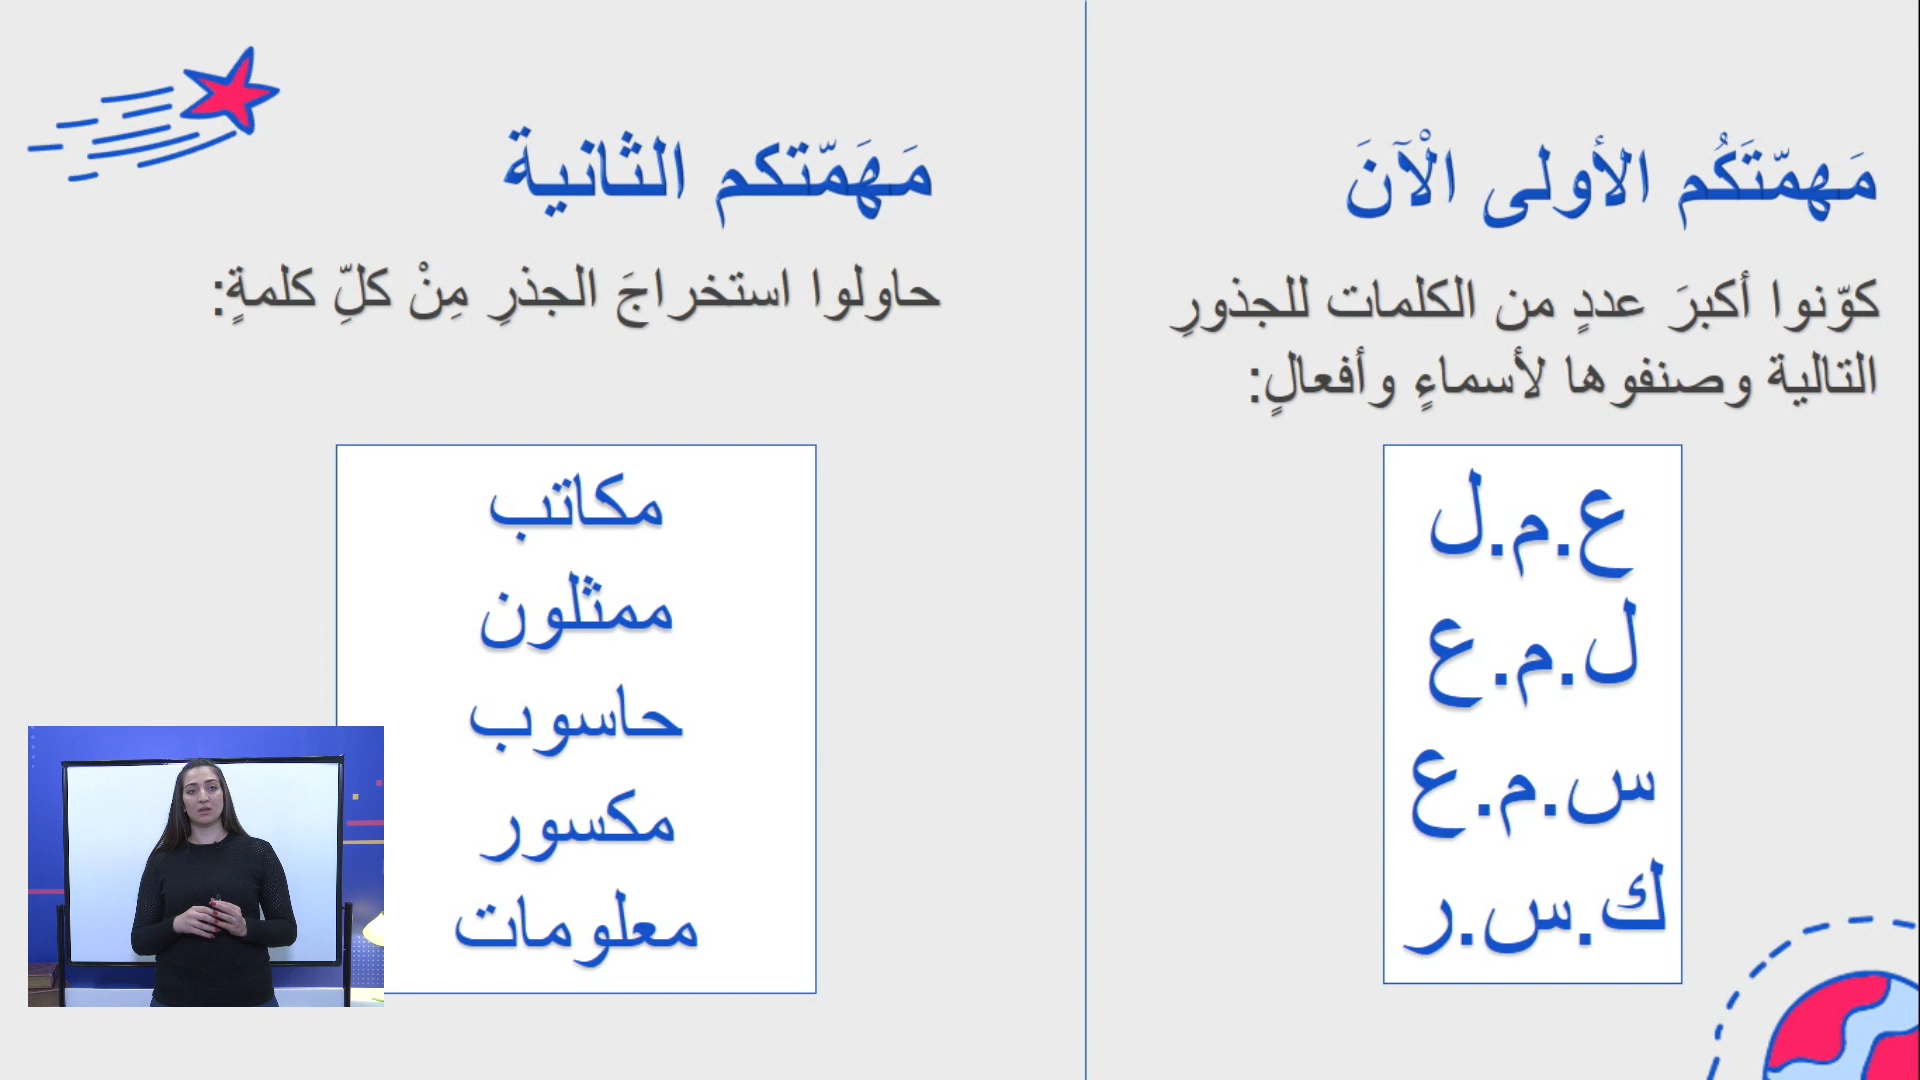 مَهمّتَكُم الأولى الْآنَ
كوّنوا أكبرَ عددٍ من الكلمات للجذورِ
التالية وصنفوها لأسماءٍ وأفعالٍ:
ع.م.ل
ل.م.ع
س.م.ع
ك.س.ر
مَهَمّتكم الثانية
حاولوا استخراجَ الجذرِ مِنْ كلِّ كلمةٍ:
مكاتب
ممثلون
حاسوب
مكسور
معلومات